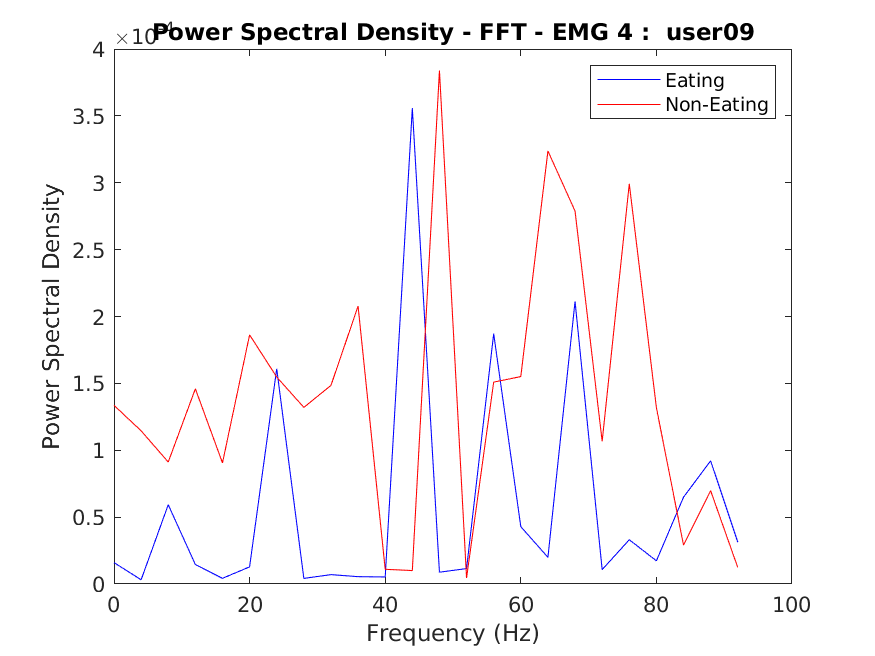 Power Spectral Density - FFT - EMG 4 : user09
×10
4
3.5
3
2.5
2
1.5
1
0.5
0
Power Spectral Density
Eating
Non-Eating
0 20 40 60 80 100
Frequency (Hz)